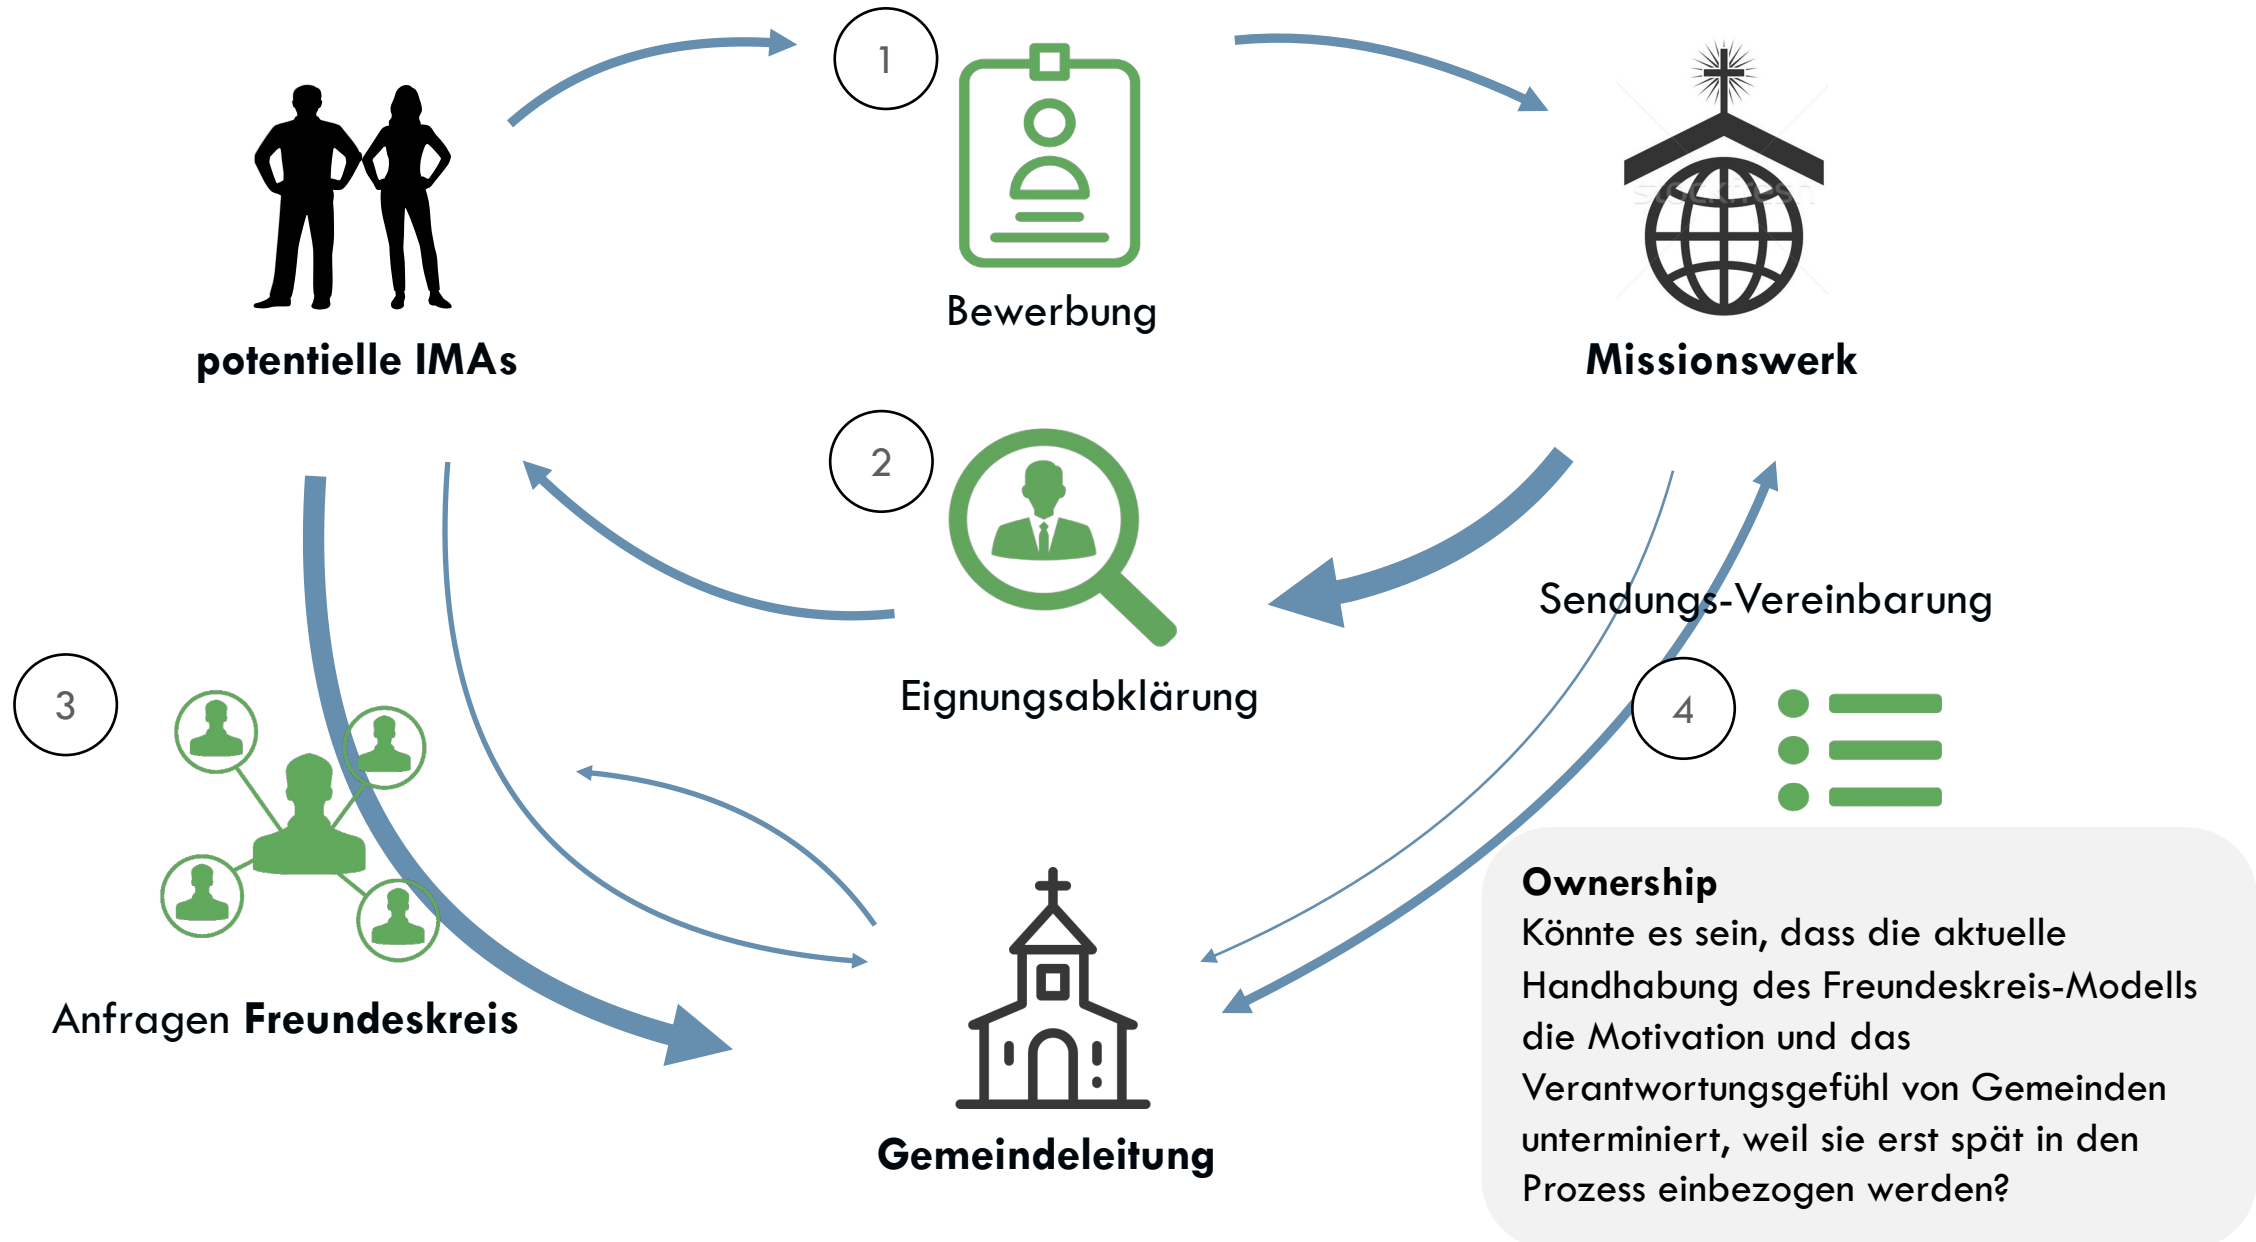 1
Bewerbung
potentielle IMAs
stockfresh
Missionswerk
2
Eignungsabklärung
Sendungs-Vereinbarung
3
4
Anfragen Freundeskreis
Gemeindeleitung
Ownership
Könnte es sein, dass die aktuelle
Handhabung des Freundeskreis-Modells
die Motivation und das
Verantwortungsgefühl von Gemeinden
unterminiert, weil sie erst spät in den
Prozess einbezogen werden?